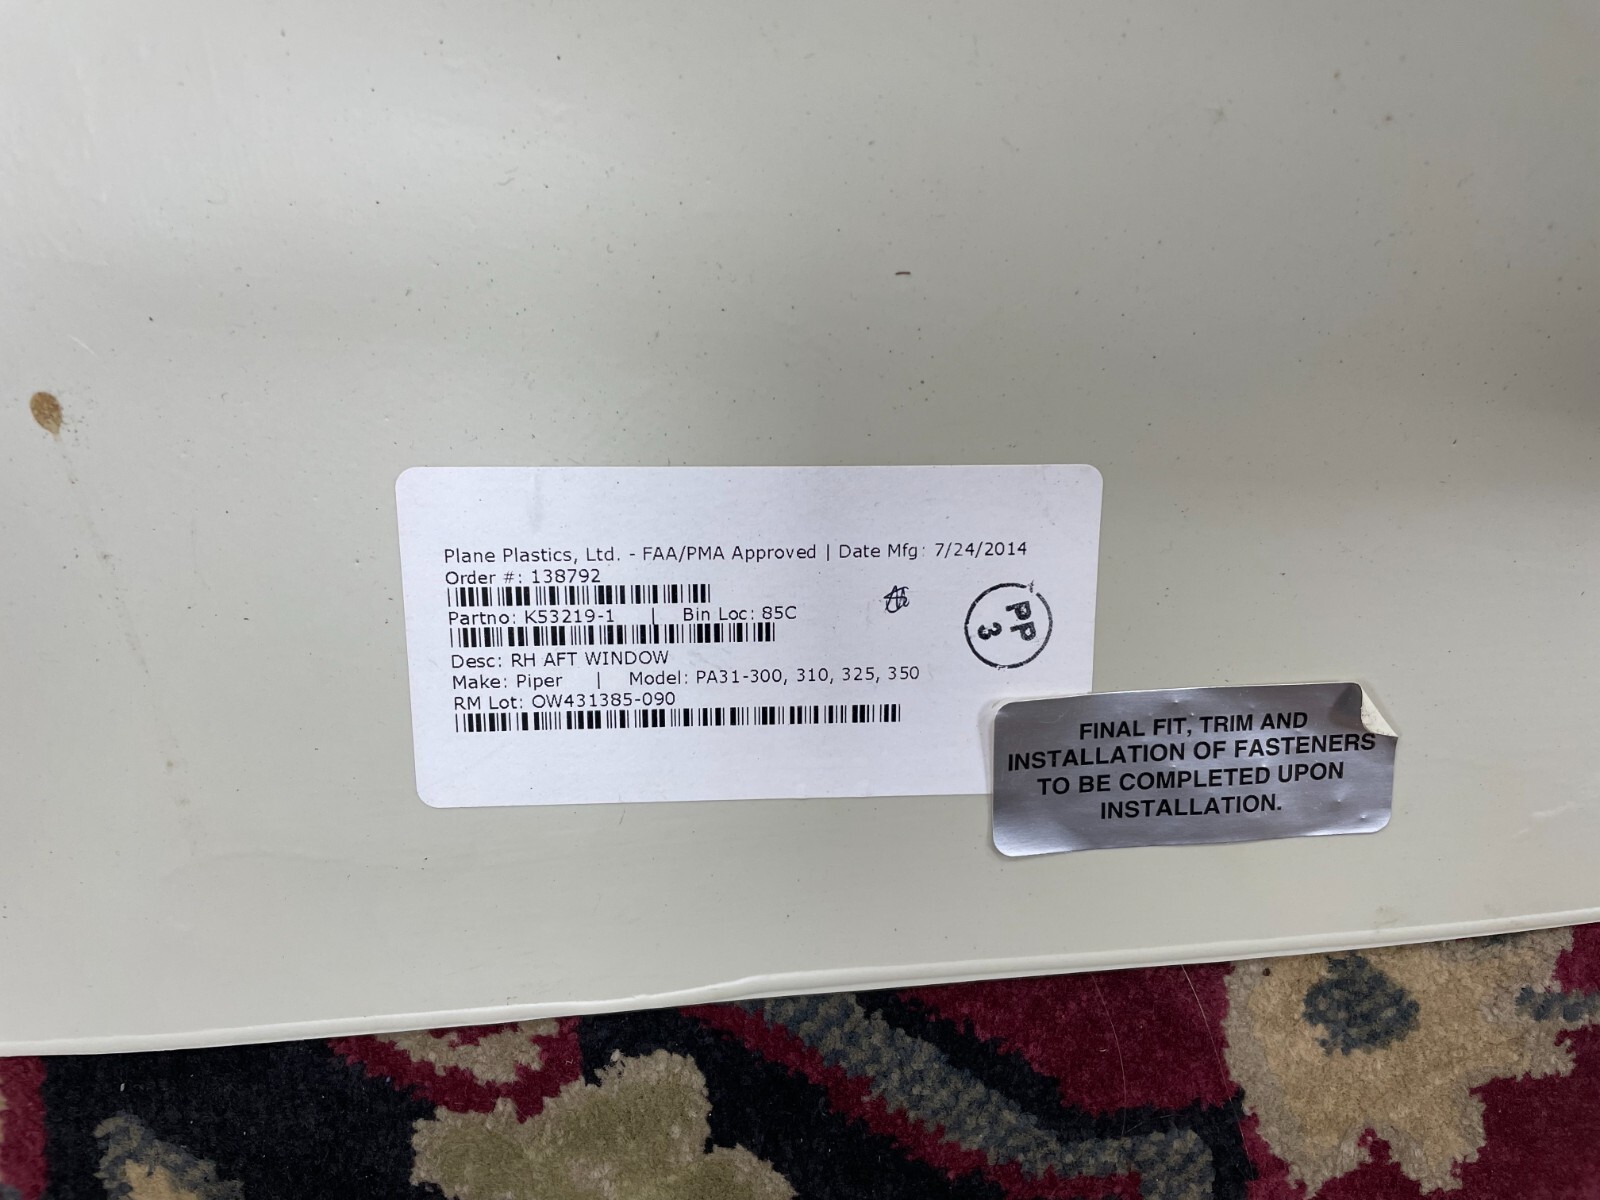 Plane Plastics, Ltd. - FAA/PMA Approved | Date Mfg: 7/24/2014
Order #: 138792
Partno: K53219-1 | Bin Loc: 85C
Desc: RH AFT WINDOW
Make: Piper | Model: PA31-300, 310, 325, 350
RM Lot: OW431385-090
PP
3
FINAL FIT, TRIM AND
INSTALLATION OF FASTENERS
TO BE COMPLETED UPON
INSTALLATION.